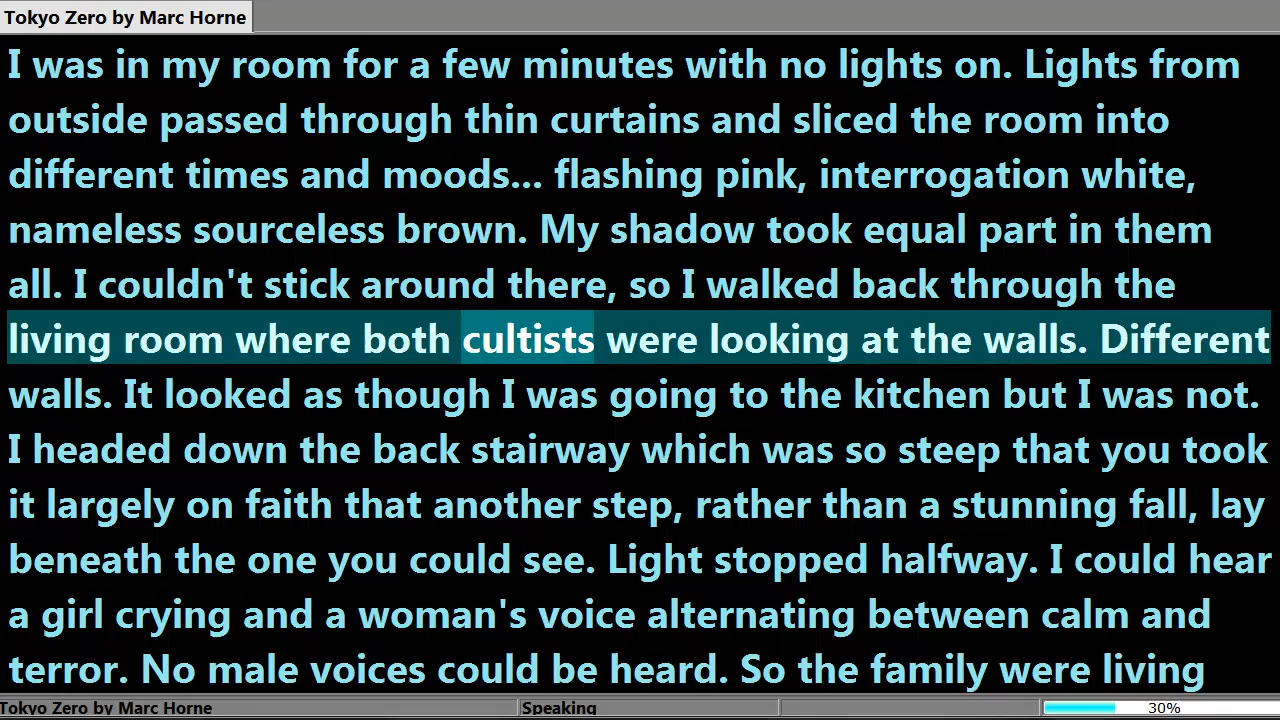 Tokyo Zero by Marc Horne
I was in my room for a few minutes with no lights on. Lights from
outside passed through thin curtains and sliced the room into
different times and moods... flashing pink, interrogation white,
nameless sourceless brown. My shadow took equal part in them
all. I couldn't stick around there, so I walked back through the
living room where both cultists were looking at the walls. Different
walls. It looked as though I was going to the kitchen but I was not.
I headed down the back stairway which was so steep that you took
it largely on faith that another step, rather than a stunning fall, lay
beneath the one you could see. Light stopped halfway. I could hear
a girl crying and a woman's voice alternating between calm and
terror. No male voices could be heard. So the family were living
Tokyo Zero by Marc Horne Speaking 30%